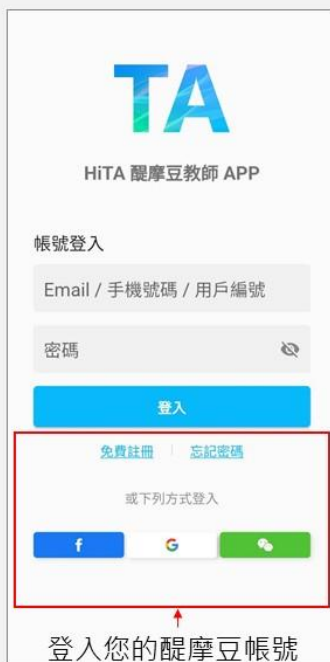 TA
HiTA 醍摩豆教師 APP
帳號登入
Email / 手機號碼 / 用戶編號
密碼
登入
免費註冊 | 忘記密碼
或下列方式登入
f G
登入您的醍摩豆帳號